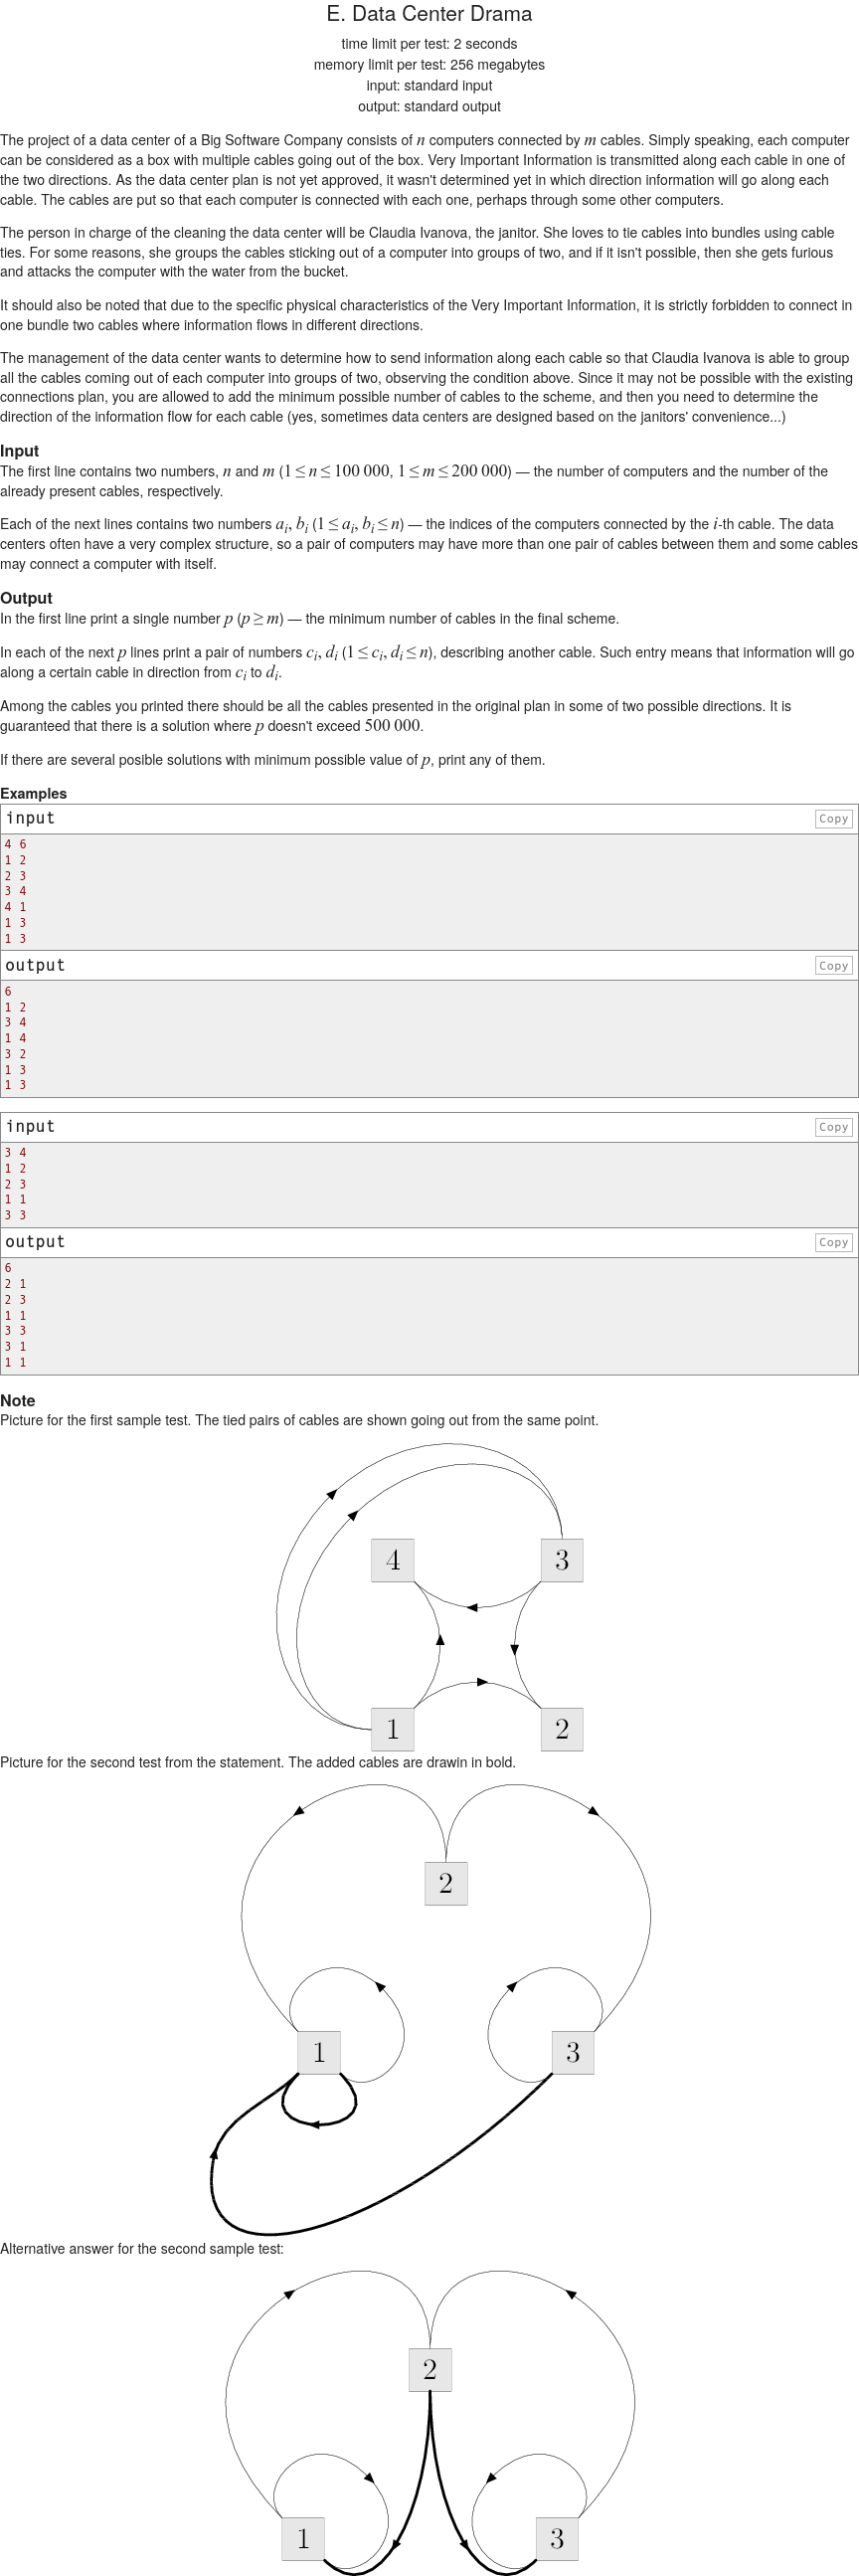 E. Data Center Drama
time limit per test: 2 seconds
memory limit per test: 256 megabytes
input: standard input
output: standard output
The project of a data center of a Big Software Company consists of n computers connected by m cables. Simply speaking, each computer
can be considered as a box with multiple cables going out of the box. Very Important Information is transmitted along each cable in one of
the two directions. As the data center plan is not yet approved, it wasn't determined yet in which direction information will go along each
cable. The cables are put so that each computer is connected with each one, perhaps through some other computers.
The person in charge of the cleaning the data center will be Claudia Ivanova, the janitor. She loves to tie cables into bundles using cable
ties. For some reasons, she groups the cables sticking out of a computer into groups of two, and if it isn't possible, then she gets furious
and attacks the computer with the water from the bucket.
It should also be noted that due to the specific physical characteristics of the Very Important Information, it is strictly forbidden to connect in
one bundle two cables where information flows in different directions.
The management of the data center wants to determine how to send information along each cable so that Claudia Ivanova is able to group
all the cables coming out of each computer into groups of two, observing the condition above. Since it may not be possible with the existing
connections plan, you are allowed to add the minimum possible number of cables to the scheme, and then you need to determine the
direction of the information flow for each cable (yes, sometimes data centers are designed based on the janitors' convenience...)
Input
The first line contains two numbers, n and m (1 ≤ n ≤ 100 000, 1 ≤ m ≤ 200 000) — the number of computers and the number of the
already present cables, respectively.
Each of the next lines contains two numbers a_i, b_i (1 ≤ a_i, b_i ≤ n) — the indices of the computers connected by the i-th cable. The data
centers often have a very complex structure, so a pair of computers may have more than one pair of cables between them and some cables
may connect a computer with itself.
Output
In the first line print a single number p (p ≥ m) — the minimum number of cables in the final scheme.
In each of the next p lines print a pair of numbers c_i, d_i (1 ≤ c_i, d_i ≤ n), describing another cable. Such entry means that information will go
along a certain cable in direction from c_i to d_i.
Among the cables you printed there should be all the cables presented in the original plan in some of two possible directions. It is
guaranteed that there is a solution where p doesn't exceed 500 000.
If there are several posible solutions with minimum possible value of p, print any of them.
Examples
input Copy
4 6
1 2
2 3
3 4
4 1
1 3
1 3
output Copy
6
1 2
3 4
1 4
3 2
1 3
1 3
input Copy
3 4
1 2
2 3
1 1
3 3
output Copy
6
2 1
2 3
1 1
3 3
3 1
1 1
Note
Picture for the first sample test. The tied pairs of cables are shown going out from the same point.
4 3
1 2
Picture for the second test from the statement. The added cables are drawin in bold.
2
1 3
Alternative answer for the second sample test:
2
1 3